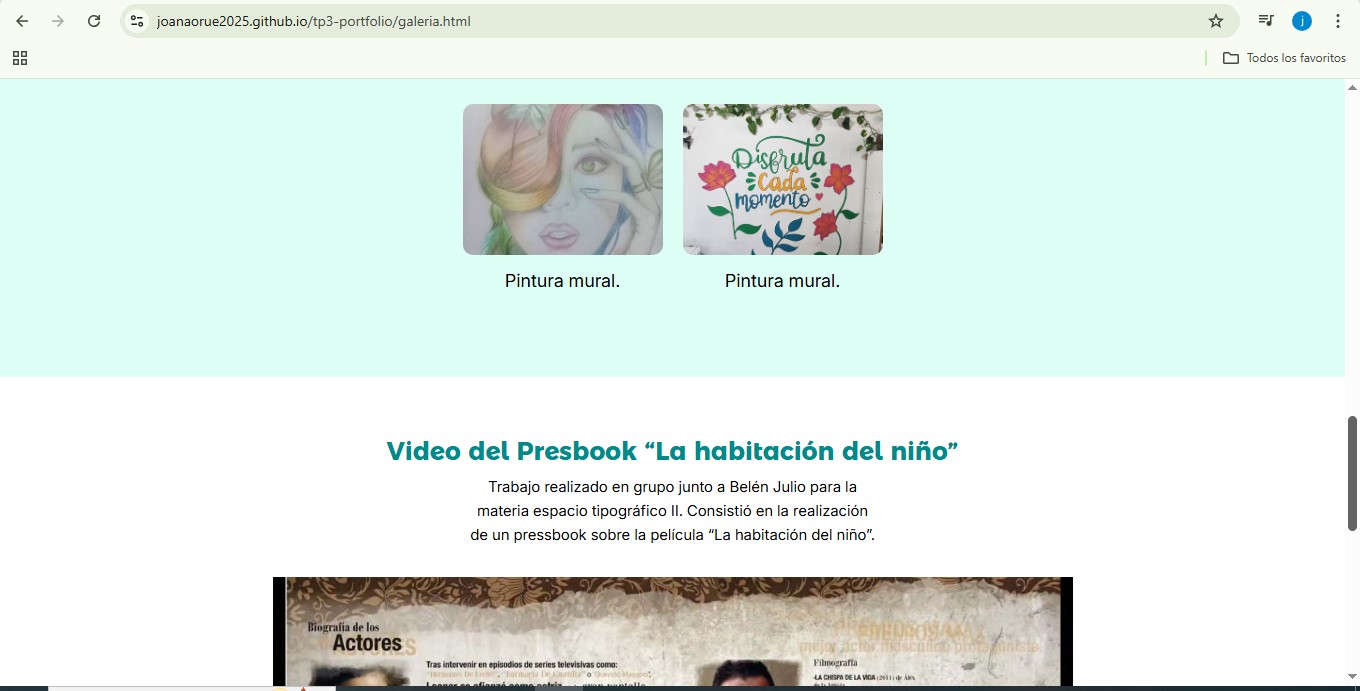 joanaorue2025.github.io/tp3-portfolio/galeria.html
j
Todos los favoritos
Disfruta
Cada
momento
Pintura mural.
Pintura mural.
Video del Presbook “La habitación del niño”
Trabajo realizado en grupo junto a Belén Julio para la
materia espacio tipográfico II. Consistió en la realización
de un pressbook sobre la película “La habitación del niño”.
Biografía de los
Actores
mejor actor masculino protagonista.
Tras intervenir en episodios de series televisivas como:
Filmografía
-LA CHISPA DE LA VIDA (2011) de Álex